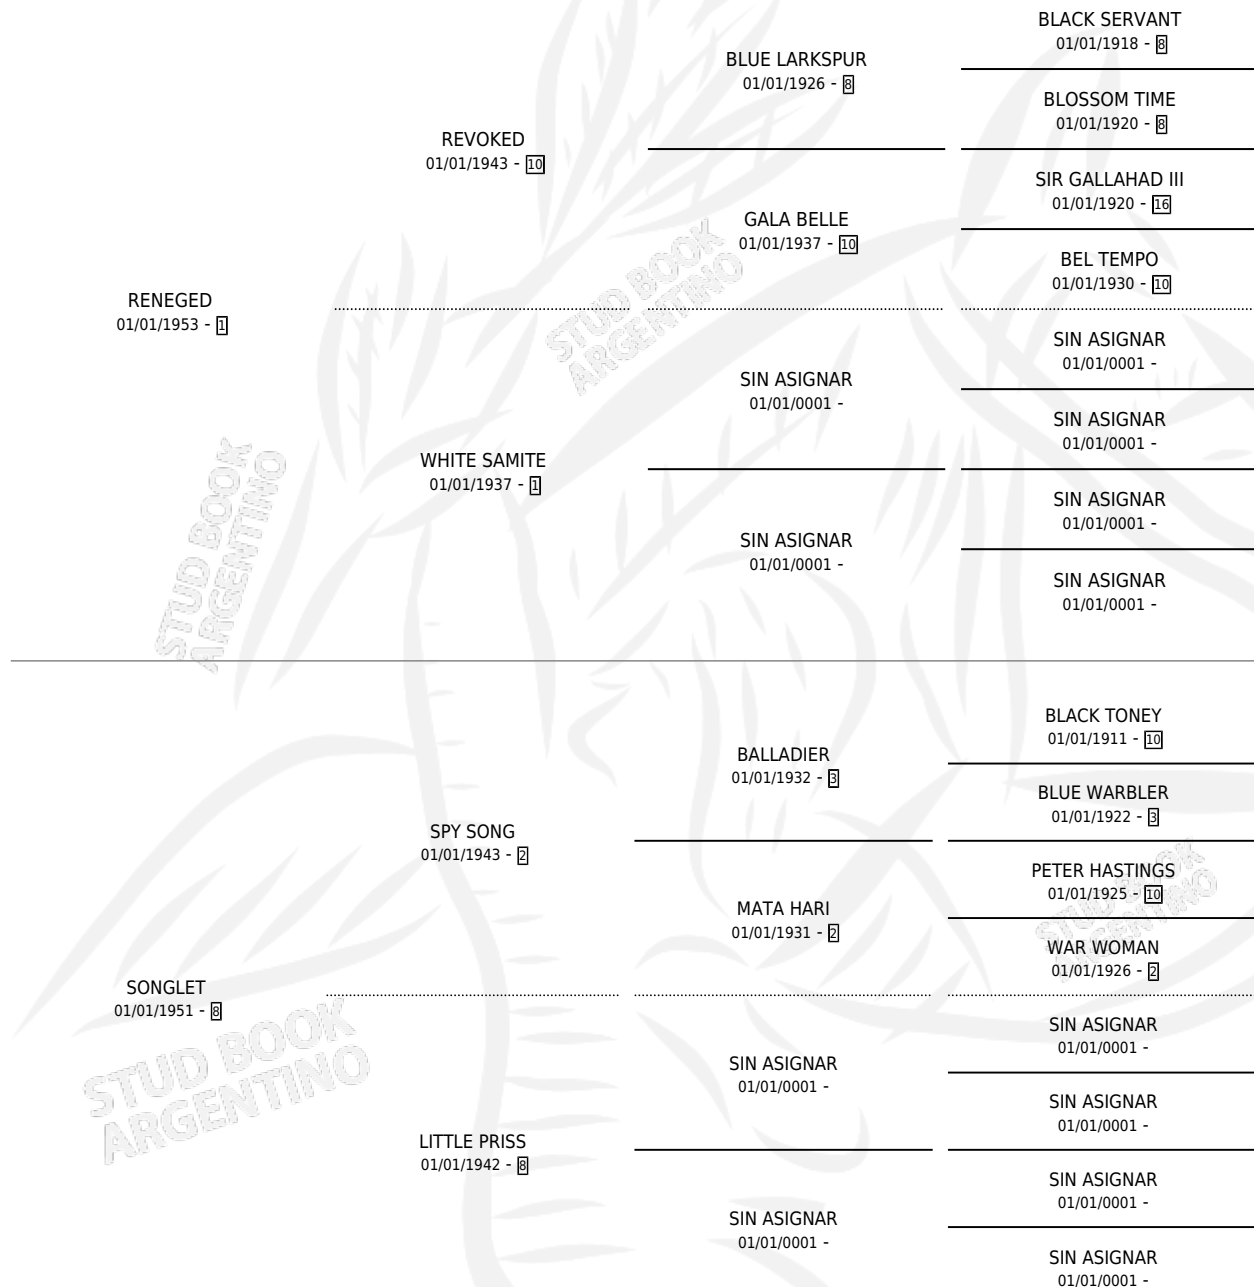 BLACK SERVANT
01/01/1918 - 8
BLUE LARKSPUR
01/01/1926 - 8
BLOSSOM TIME
01/01/1920 - 8
REVOKED
01/01/1943 - 10
SIR GALLAHAD III
01/01/1920 - 16
GALA BELLE
01/01/1937 - 10
BEL TEMPO
01/01/1930 - 10
RENEGED
01/01/1953 - 1
SIN ASIGNAR
01/01/0001 -
SIN ASIGNAR
01/01/0001 -
SIN ASIGNAR
01/01/0001 -
WHITE SAMITE
01/01/1937 - 1
SIN ASIGNAR
01/01/0001 -
SIN ASIGNAR
01/01/0001 -
SIN ASIGNAR
01/01/0001 -
STUD BOOK
ARGENTINO
STUD BOOK
ARGENTINO
BLACK TONEY
01/01/1911 - 10
BALLADIER
01/01/1932 - 3
BLUE WARBLER
01/01/1922 - 3
SPY SONG
01/01/1943 - 2
PETER HASTINGS
01/01/1925 - 10
MATA HARI
01/01/1931 - 2
WAR WOMAN
01/01/1926 - 2
STUD BOOK
ARGENTINO
SONGLET
01/01/1951 - 8
SIN ASIGNAR
01/01/0001 -
SIN ASIGNAR
01/01/0001 -
SIN ASIGNAR
01/01/0001 -
LITTLE PRISS
01/01/1942 - 8
SIN ASIGNAR
01/01/0001 -
SIN ASIGNAR
01/01/0001 -
SIN ASIGNAR
01/01/0001 -
STUD BOOK
ARGENTINO